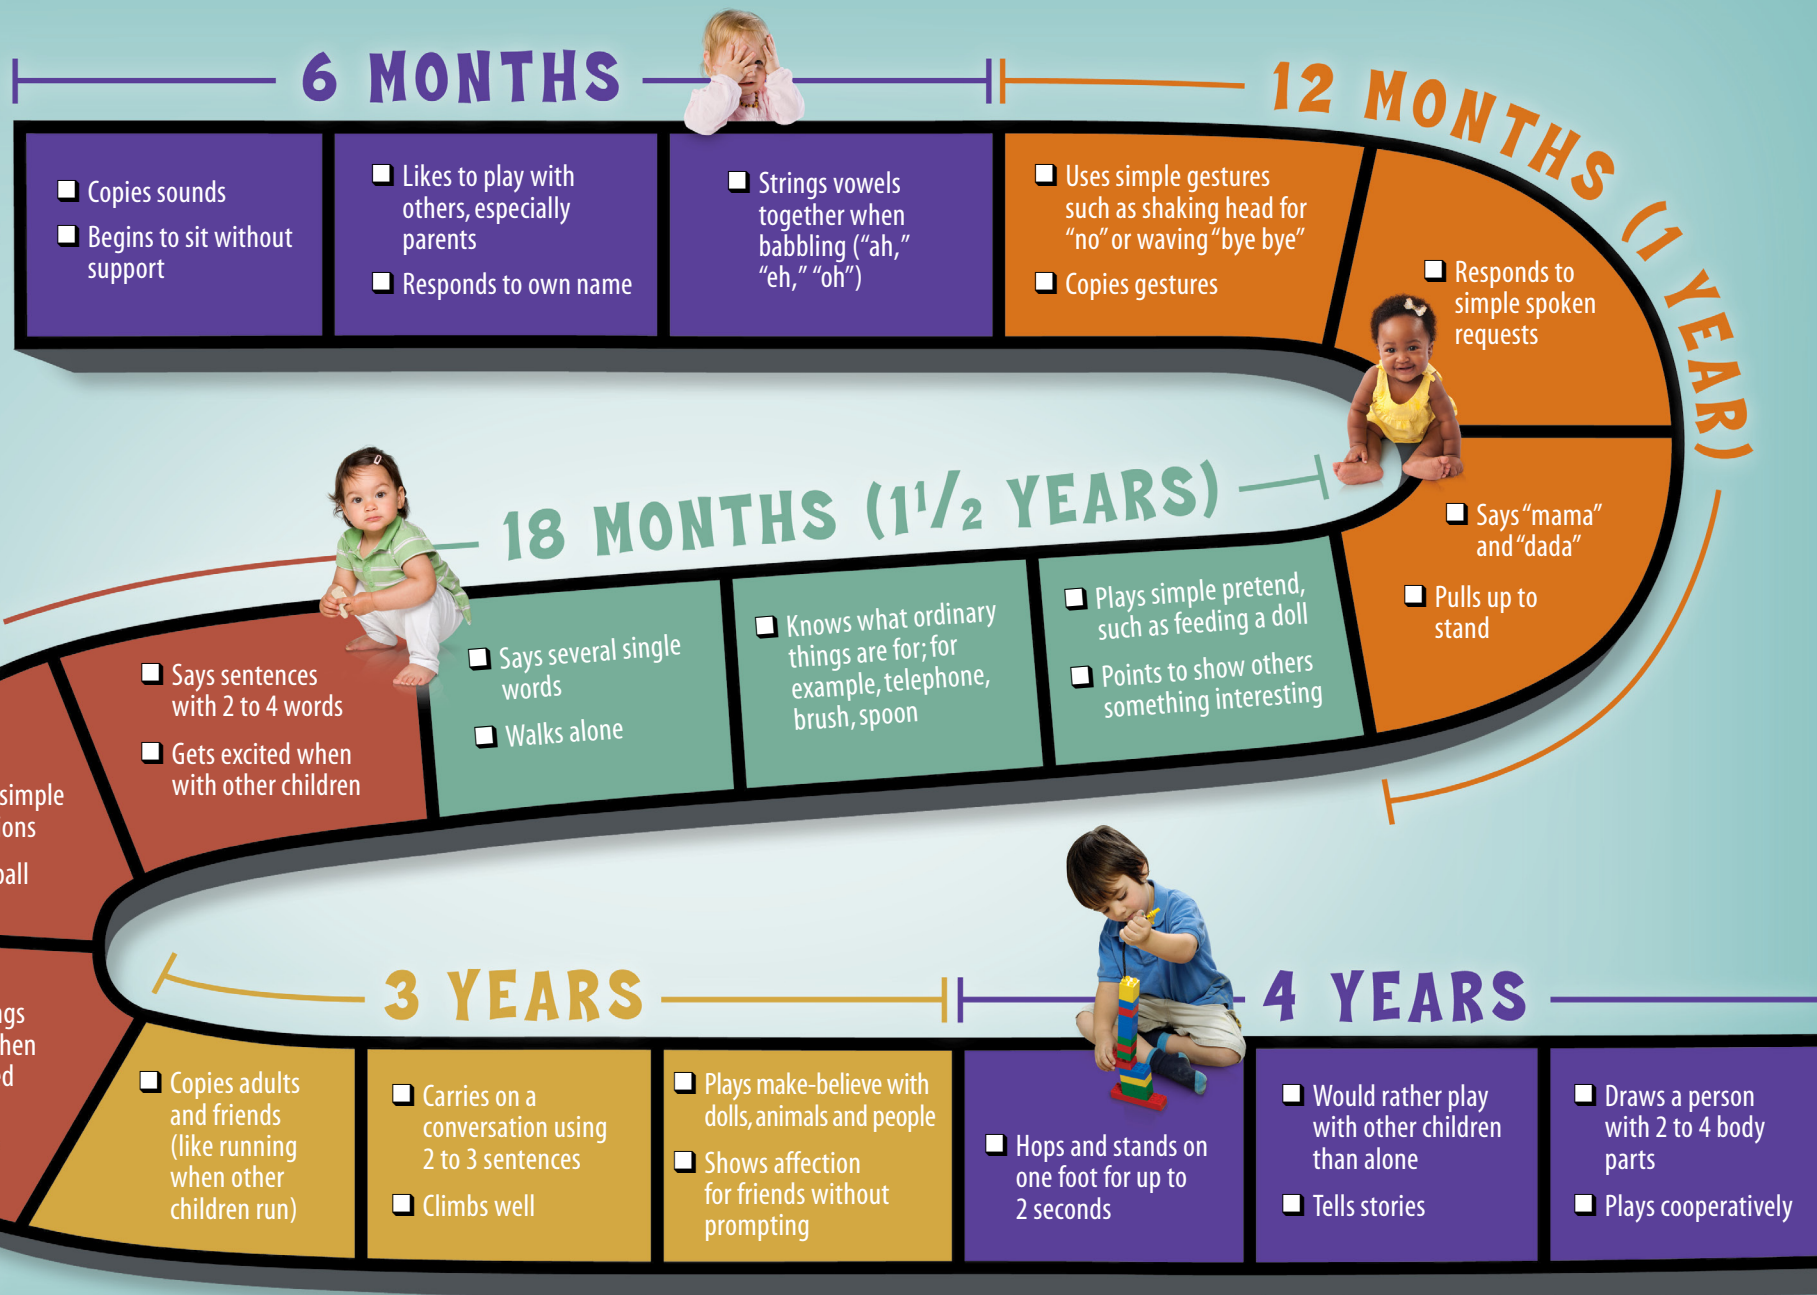 6 MONTHS
☐ Copies sounds
☐ Begins to sit without
support
☐ Likes to play with
others, especially
parents
☐ Responds to own name
☐ Strings vowels
together when
babbling (“ah,”
“eh,” “oh”)
12 MONTHS (1 YEAR)
☐ Uses simple gestures
such as shaking head for
“no” or waving “bye bye”
☐ Copies gestures
☐ Responds to
simple spoken
requests
☐ Says “mama”
and “dada”
☐ Pulls up to
stand
18 MONTHS (1 1/2 YEARS)
☐ Plays simple pretend,
such as feeding a doll
☐ Points to show others
something interesting
☐ Knows what ordinary
things are for; for
example, telephone,
brush, spoon
☐ Says several single
words
☐ Walks alone
☐ Says sentences
with 2 to 4 words
☐ Gets excited when
with other children
simple
3 YEARS
☐ Copies adults
and friends
(like running
when other
children run)
☐ Carries on a
conversation using
2 to 3 sentences
☐ Climbs well
☐ Plays make-believe with
dolls, animals and people
☐ Shows affection
for friends without
prompting
4 YEARS
☐ Hops and stands on
one foot for up to
2 seconds
☐ Would rather play
with other children
than alone
☐ Tells stories
☐ Draws a person
with 2 to 4 body
parts
☐ Plays cooperatively